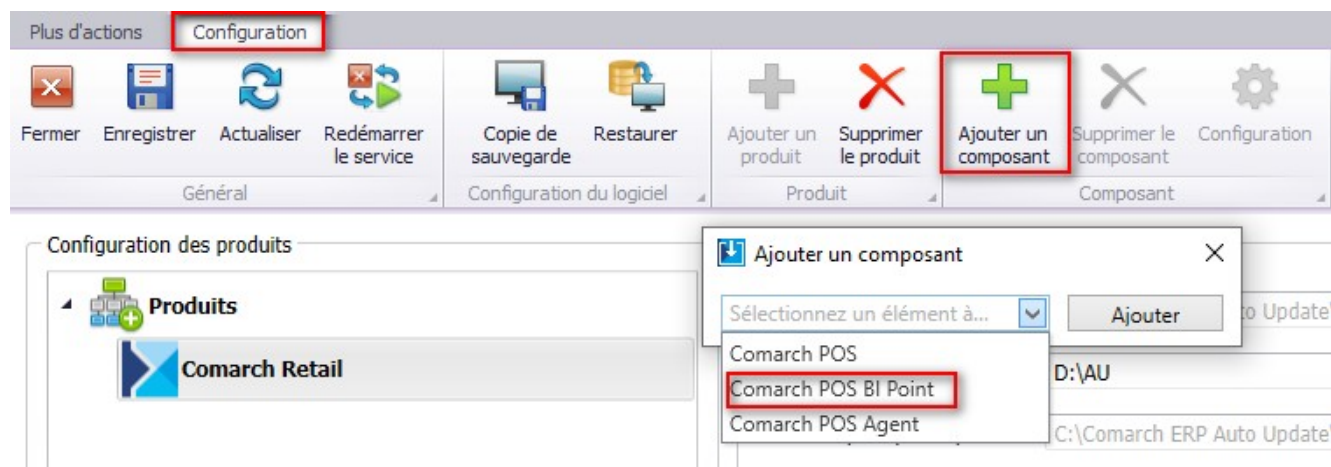 Plus d'actions Configuration
Fermer Enregistrer Actualiser Redémarrer le service Copie de sauvegarde Restaurer Ajouter un produit Supprimer le produit Ajouter un composant Supprimer le composant Configuration
Général Configuration du logiciel Produit Composant
Configuration des produits
Ajouter un composant
Produits
Sélectionnez un élément à... Ajouter to Update\
Comarch POS
Comarch Retail
D:\AU
Comarch POS BI Point
Comarch POS Agent
C:\Comarch ERP Auto Update\